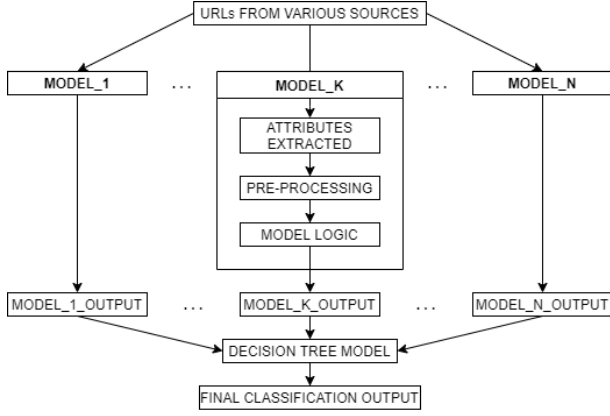 URLs FROM VARIOUS SOURCES
MODEL_1 ... MODEL_K ... MODEL_N
ATTRIBUTES
EXTRACTED
PRE-PROCESSING
MODEL LOGIC
MODEL_1_OUTPUT ... MODEL_K_OUTPUT ... MODEL_N_OUTPUT
DECISION TREE MODEL
FINAL CLASSIFICATION OUTPUT